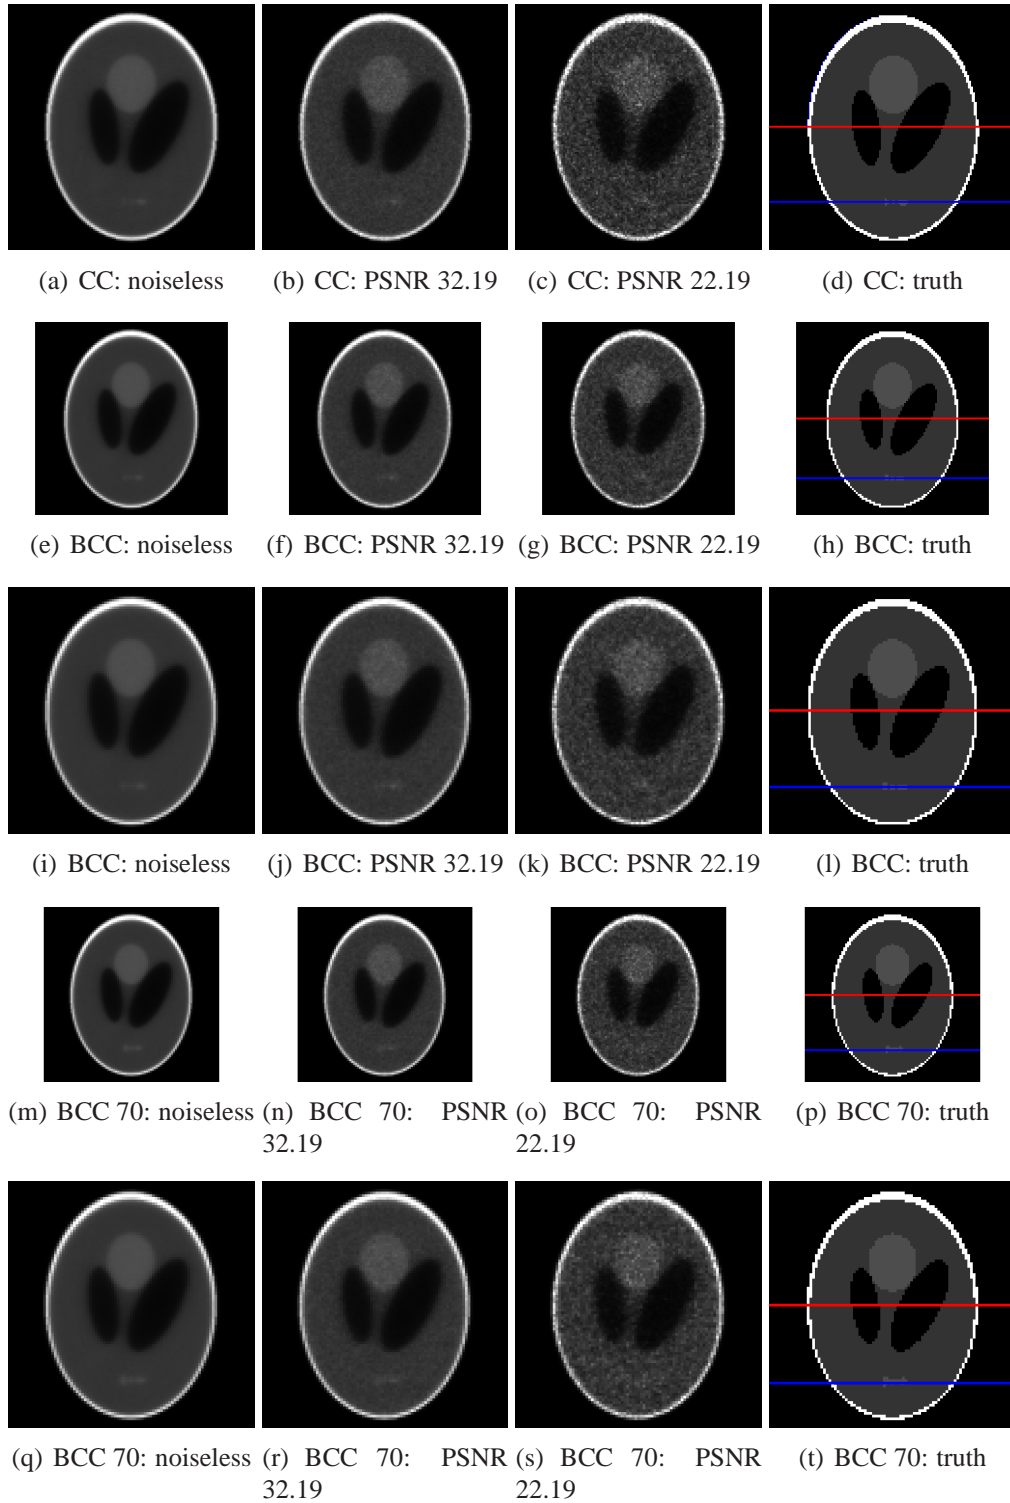 (a) CC: noiseless
(b) CC: PSNR 32.19
(c) CC: PSNR 22.19
(d) CC: truth
(e) BCC: noiseless
(f) BCC: PSNR 32.19
(g) BCC: PSNR 22.19
(h) BCC: truth
(i) BCC: noiseless
(j) BCC: PSNR 32.19
(k) BCC: PSNR 22.19
(l) BCC: truth
(m) BCC 70: noiseless
(n) BCC 70: PSNR
32.19
(o) BCC 70: PSNR
22.19
(p) BCC 70: truth
(q) BCC 70: noiseless
(r) BCC 70: PSNR
32.19
(s) BCC 70: PSNR
22.19
(t) BCC 70: truth